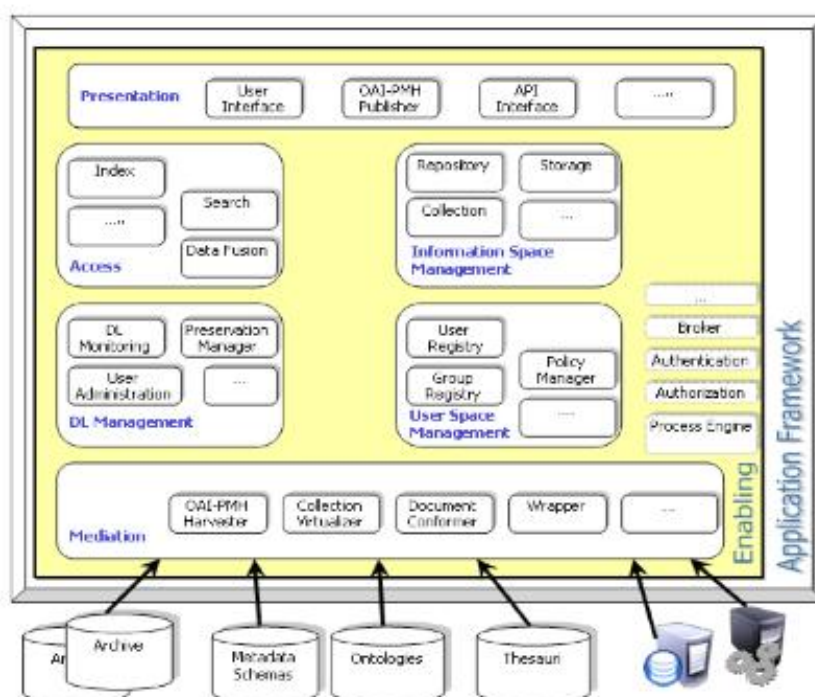 Presentation
User
Interface
OAI-PMH
Publisher
API
Interface
.....
Index
.....
Search
Data Fusion
Access
Repository
Storage
Collection
...
Information Space
Management
DL
Monitoring
Preservation
Manager
User
Administration
...
DL Management
User
Registry
Group
Registry
Policy
Manager
....
User Space
Management
...
Broker
Authentication
Authorization
Process Engine
Enabling
Application Framework
OAI-PMH
Harvester
Collection
Virtualizer
Document
Conformer
Wrapper
...
Mediation
Ar
Archive
Metadata
Schemas
Ontologies
Thesauri